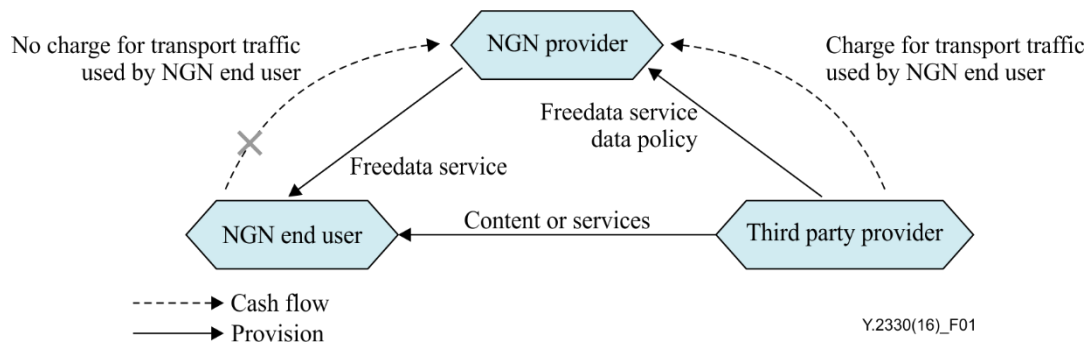 No charge for transport traffic
used by NGN end user
NGN provider
Charge for transport traffic
used by NGN end user
Freedata service
data policy
Freedata service
NGN end user
Content or services
Third party provider
Cash flow
Provision
Y.2330(16)_F01